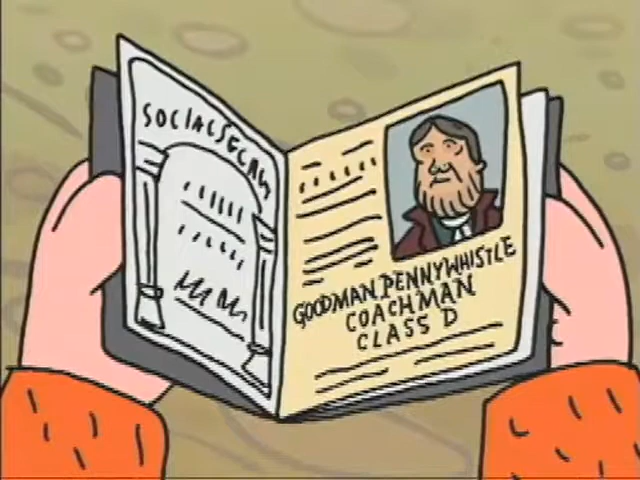 SOCIAL SECURITY
GOODMAN PENNYWHISTLE
COACHMAN
CLASS D